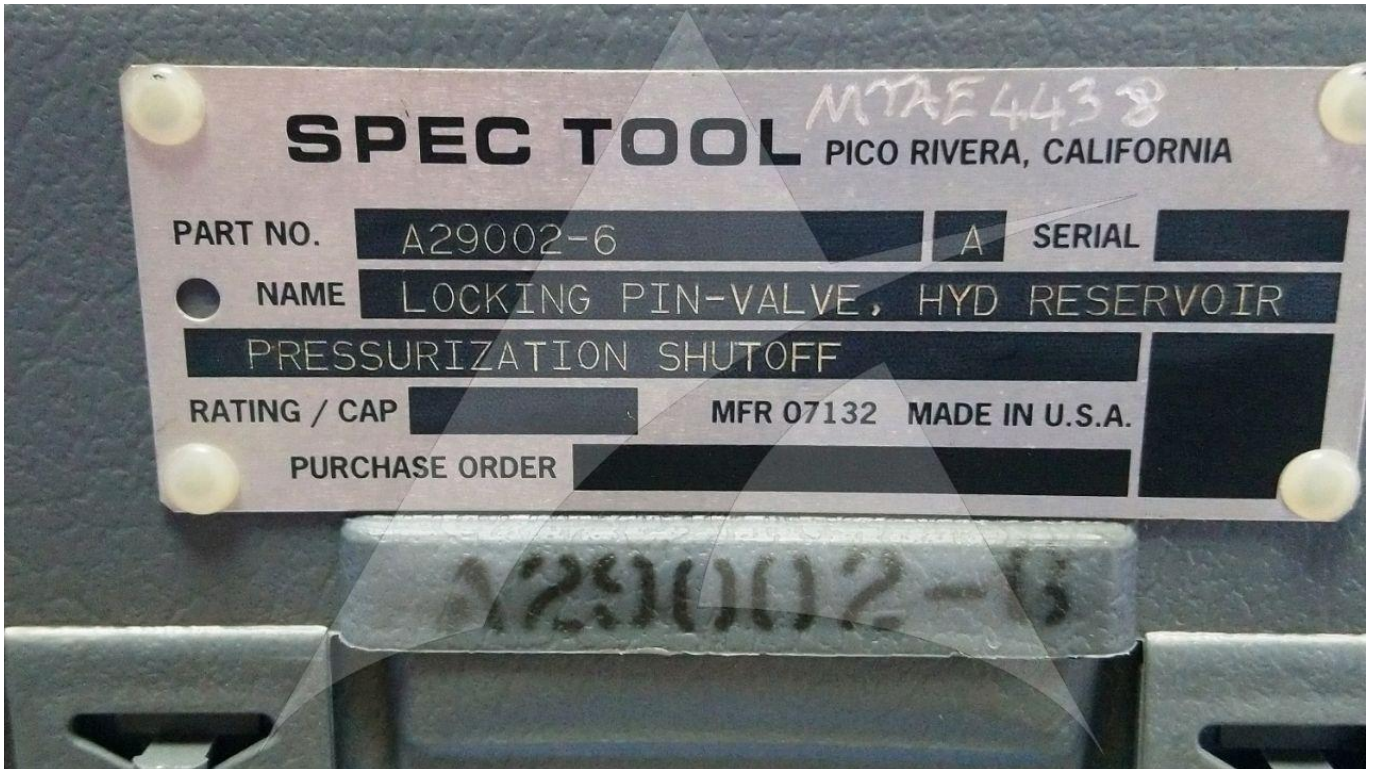 MTAE4438
SPEC TOOL PICO RIVERA, CALIFORNIA
PART NO. A29002-6 A SERIAL
NAME LOCKING PIN-VALVE, HYD RESERVOIR
PRESSURIZATION SHUTOFF
RATING / CAP MFR 07132 MADE IN U.S.A.
PURCHASE ORDER
A29002-6